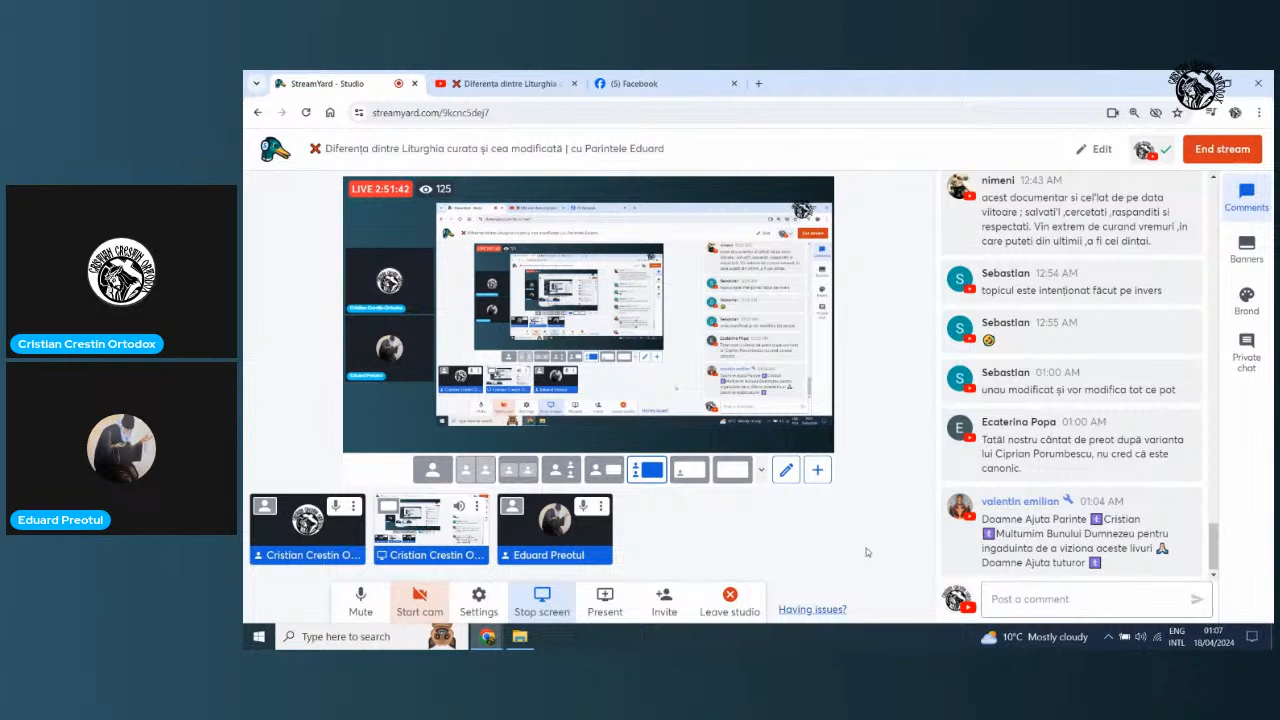 StreamYard - Studio
Diferența dintre Liturghia c
(5) Facebook
streamyard.com/9kcnc5dej7
Diferența dintre Liturghia curata și cea modificată | cu Parintele Eduard
Edit
End stream
LIVE 2:51:42
125
Cristian Crestin Ortodox
Eduard Preotul
Cristian Crestin Ortodox
Eduard Preotul
Cristian Crestin O...
Cristian Crestin O...
Eduard Preotul
Mute
Start cam
Settings
Stop screen
Present
Invite
Leave studio
Having issues?
nimeni 12:43 AM
acest documentar si cel'lat de pe data
viitoare ; salvati'l ,cercetati ,raspanditi si
respectati. Vin extrem de curand vremuri ,in
care puteti din ultimii ,a fi cei dintai.
Sebastian 12:54 AM
topicul este intenționat făcut pe invers
Sebastian 12:55 AM
Sebastian 01:00 AM
unou modificat și vor modifica tot ce pot
Ecaterina Popa 01:00 AM
Tatăl nostru cântat de preot după varianta
lui Ciprian Porumbescu, nu cred că este
canonic.
valentin emilian 01:04 AM
Doamne Ajuta Parinte Cristian
Multumim Bunului Dumnezeu pentru
ingaduinta de a viziona aceste livuri
Doamne Ajuta tuturor
Post a comment
Comments
Banners
Brand
Private
chat
Type here to search
10°C Mostly cloudy
ENG
INTL
01:07
18/04/2024